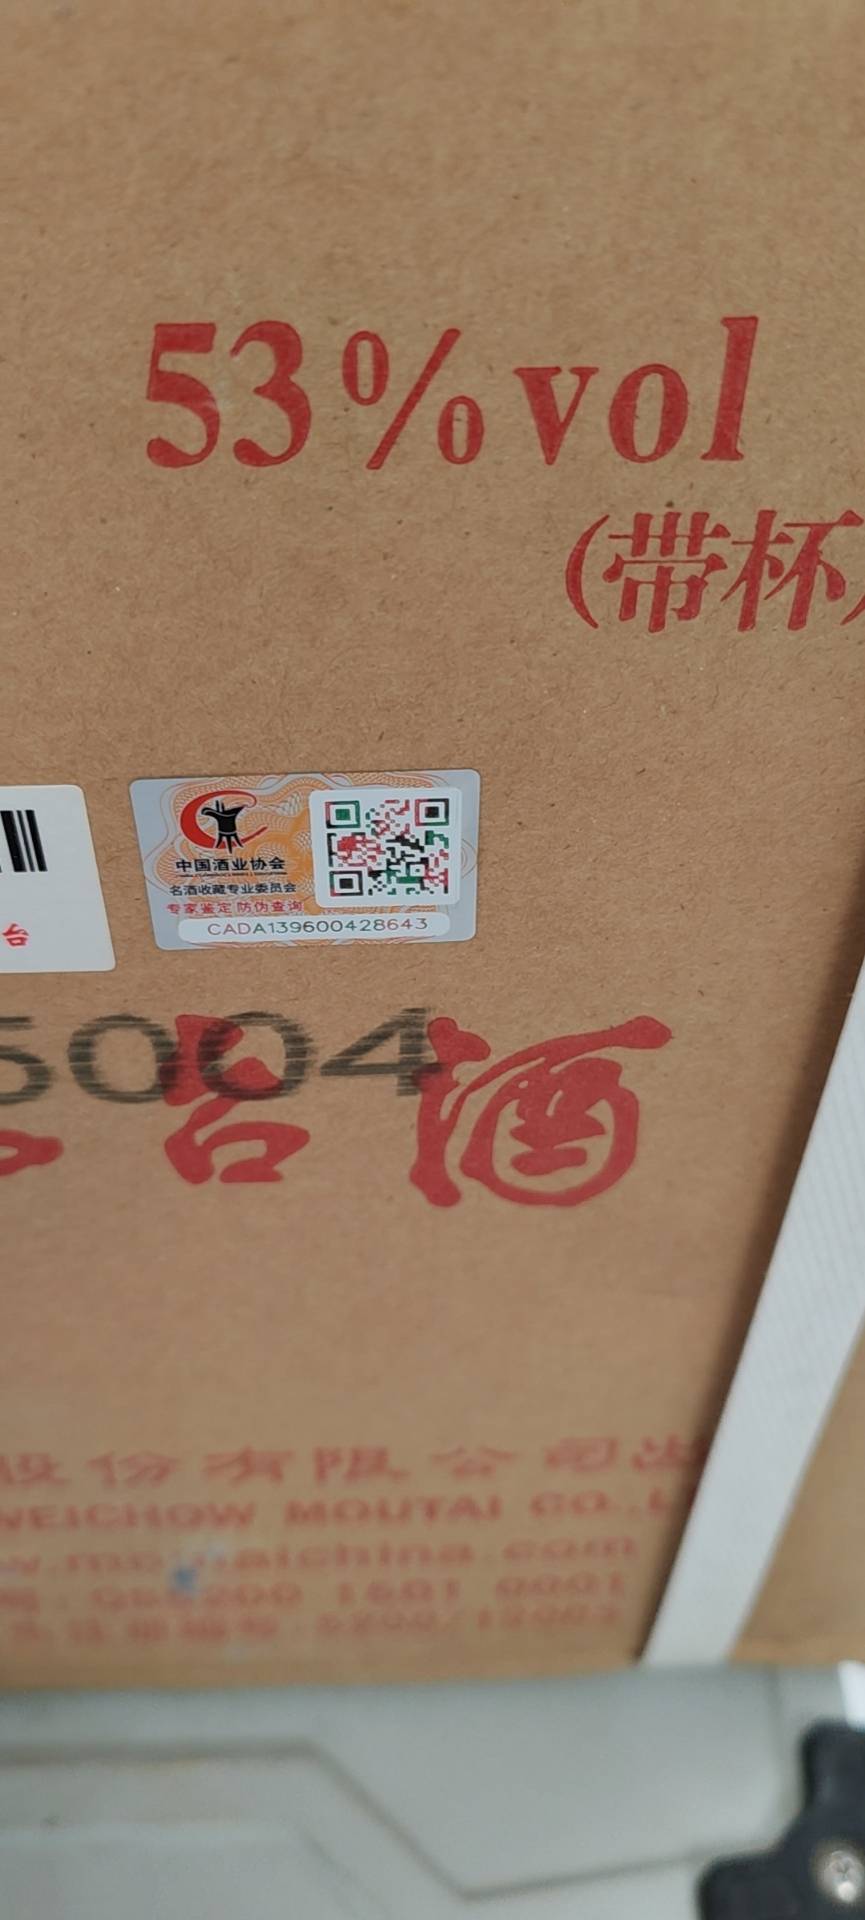 53%vol
(带杯)
中国酒业协会
名酒收藏专业委员会
专家鉴定 防伪查询
CADA139600428643
台
5004
台酒
股份有限公司出
WEICHOW MOUTAI CO.,L